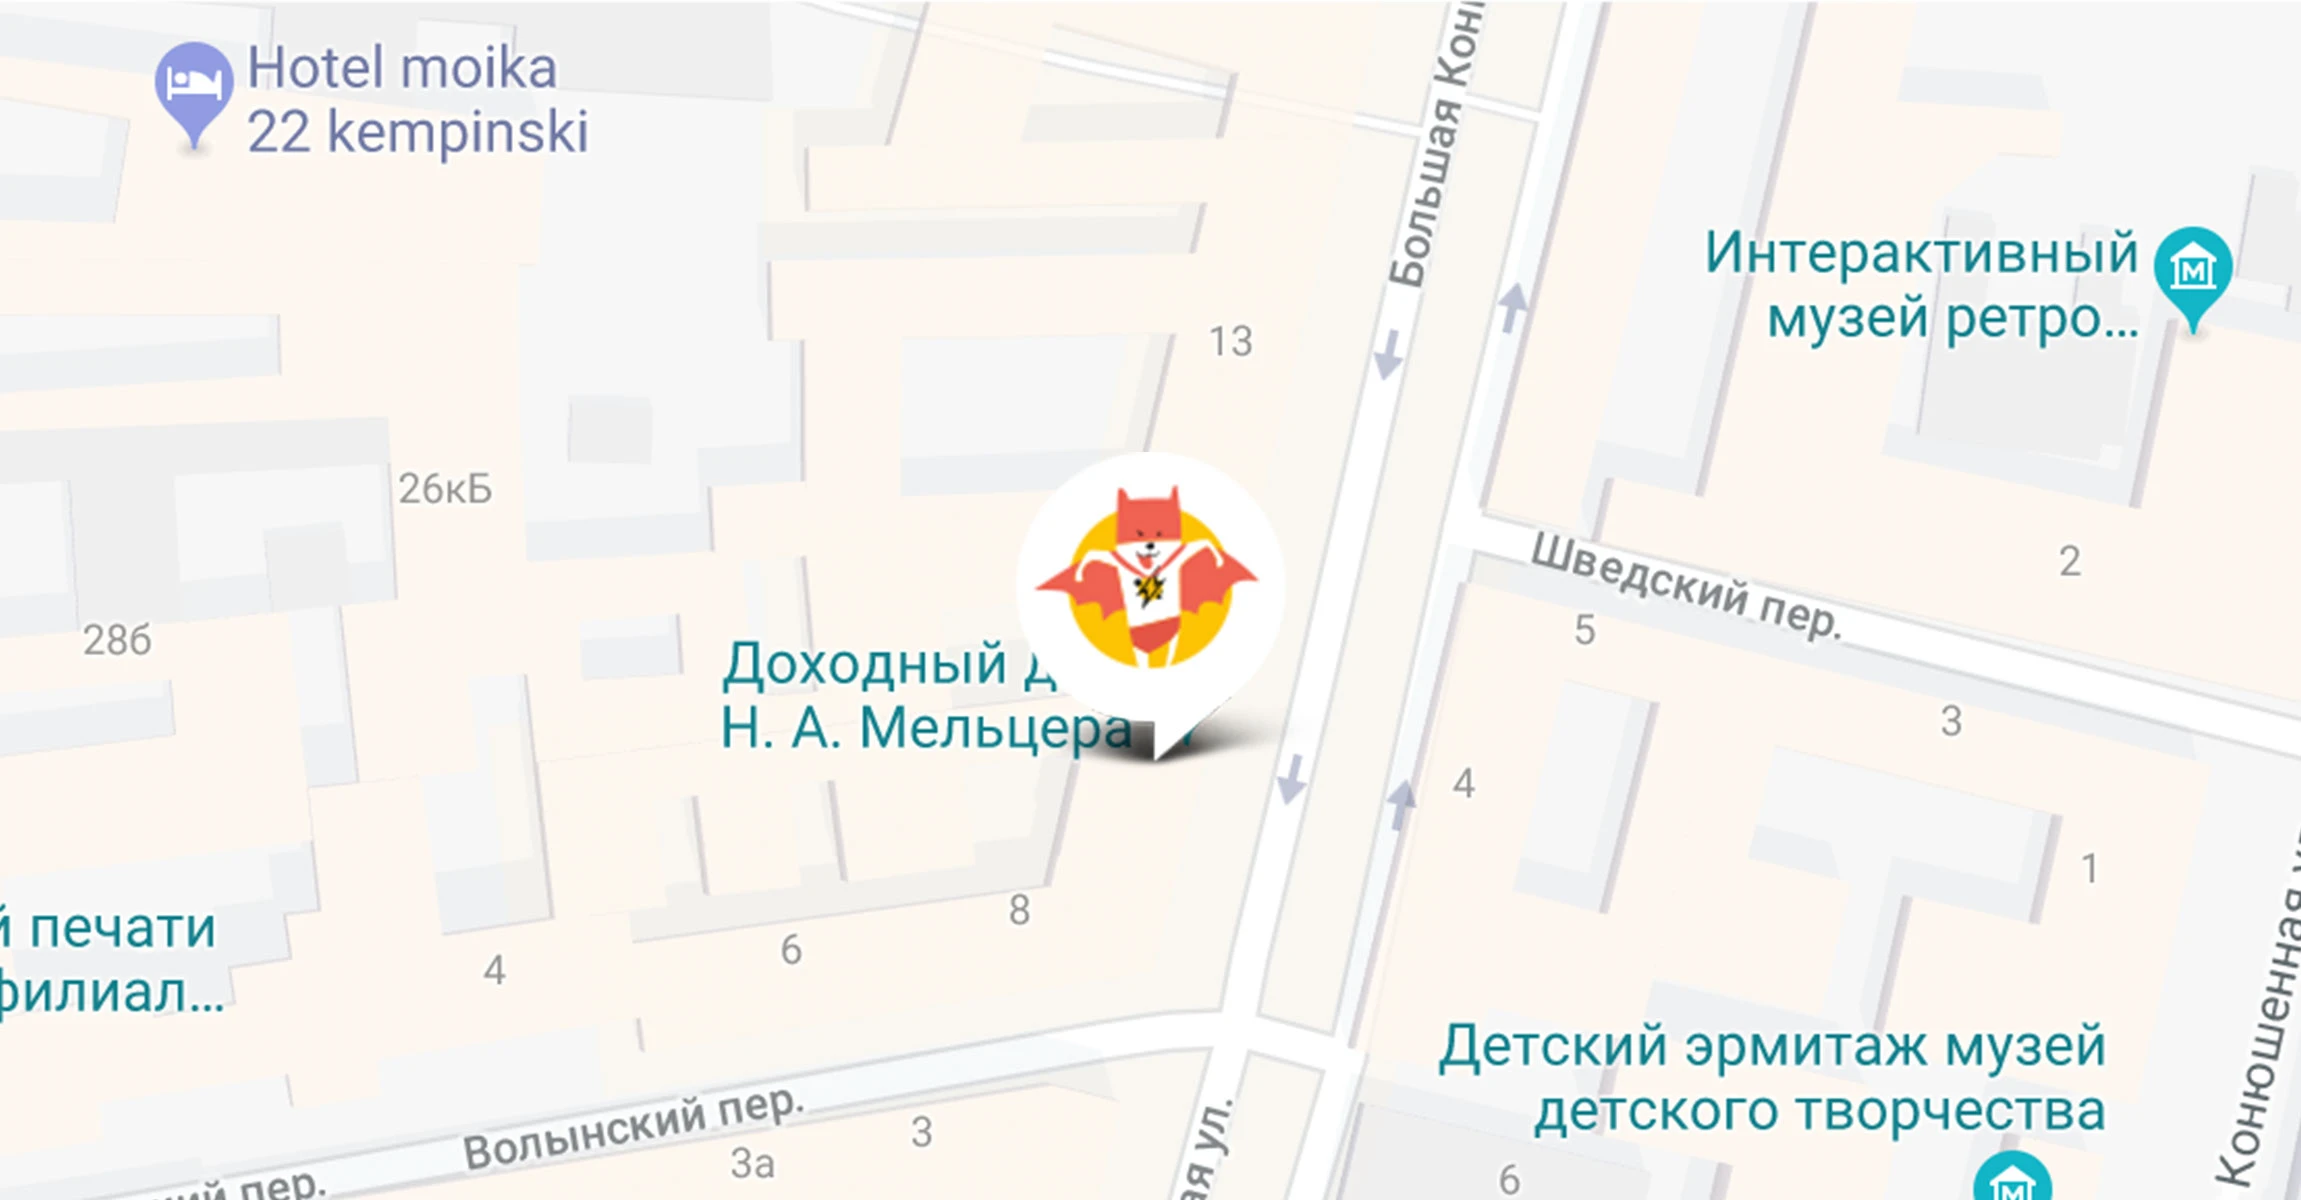 Hotel moika
22 kempinski
Большая Кон
Интерактивный
музей ретро...
M
13
26кБ
Шведский пер.
2
5
28б
Доходный д
Н. А. Мельцера
3
4
1
8
й печати
филиал...
6
4
Конюшенная у
Детский эрмитаж музей
детского творчества
M
Волынский пер.
3
3а
ая ул.
6
кий пер.